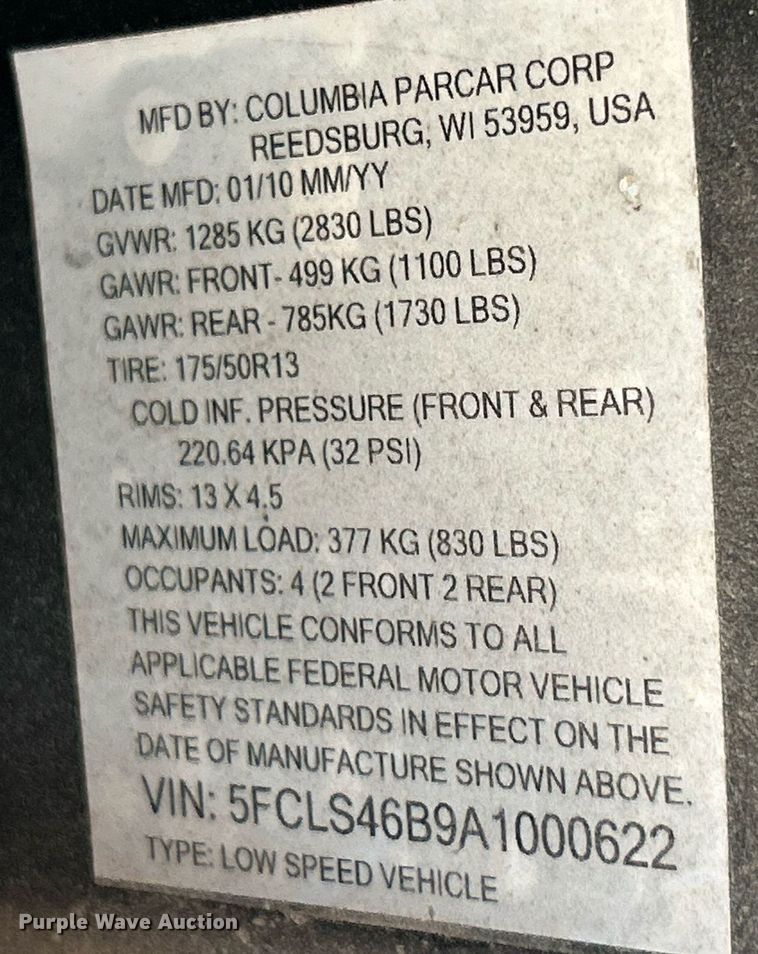 MFD BY: COLUMBIA PARCAR CORP
REEDSBURG, WI 53959, USA
DATE MFD: 01/10 MM/YY
GVWR: 1285 KG (2830 LBS)
GAWR: FRONT- 499 KG (1100 LBS)
GAWR: REAR - 785KG (1730 LBS)
TIRE: 175/50R13
COLD INF. PRESSURE (FRONT & REAR)
220.64 KPA (32 PSI)
RIMS: 13 X 4.5
MAXIMUM LOAD: 377 KG (830 LBS)
OCCUPANTS: 4 (2 FRONT 2 REAR)
THIS VEHICLE CONFORMS TO ALL
APPLICABLE FEDERAL MOTOR VEHICLE
SAFETY STANDARDS IN EFFECT ON THE
DATE OF MANUFACTURE SHOWN ABOVE.
VIN: 5FCLS46B9A1000622
TYPE: LOW SPEED VEHICLE
Purple Wave Auction